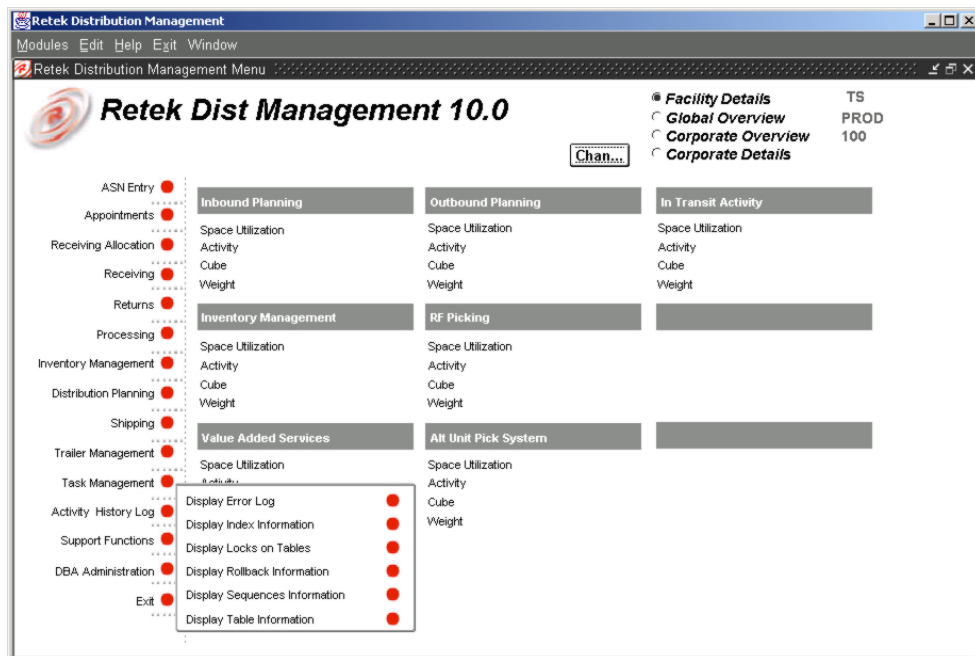 Retek Distribution Management
Modules Edit Help Exit Window
Retek Distribution Management Menu
Retek Dist Management 10.0
Facility Details TS
Global Overview PROD
Corporate Overview 100
Corporate Details
Chan...
ASN Entry
Appointments
Receiving Allocation
Receiving
Returns
Processing
Inventory Management
Distribution Planning
Shipping
Trailer Management
Task Management
Activity History Log
Support Functions
DBA Administration
Exit
Inbound Planning
Space Utilization
Activity
Cube
Weight
Outbound Planning
Space Utilization
Activity
Cube
Weight
In Transit Activity
Space Utilization
Activity
Cube
Weight
Inventory Management
Space Utilization
Activity
Cube
Weight
RF Picking
Space Utilization
Activity
Cube
Weight
Value Added Services
Space Utilization
Activity
Alt Unit Pick System
Space Utilization
Activity
Cube
Weight
Display Error Log
Display Index Information
Display Locks on Tables
Display Rollback Information
Display Sequences Information
Display Table Information